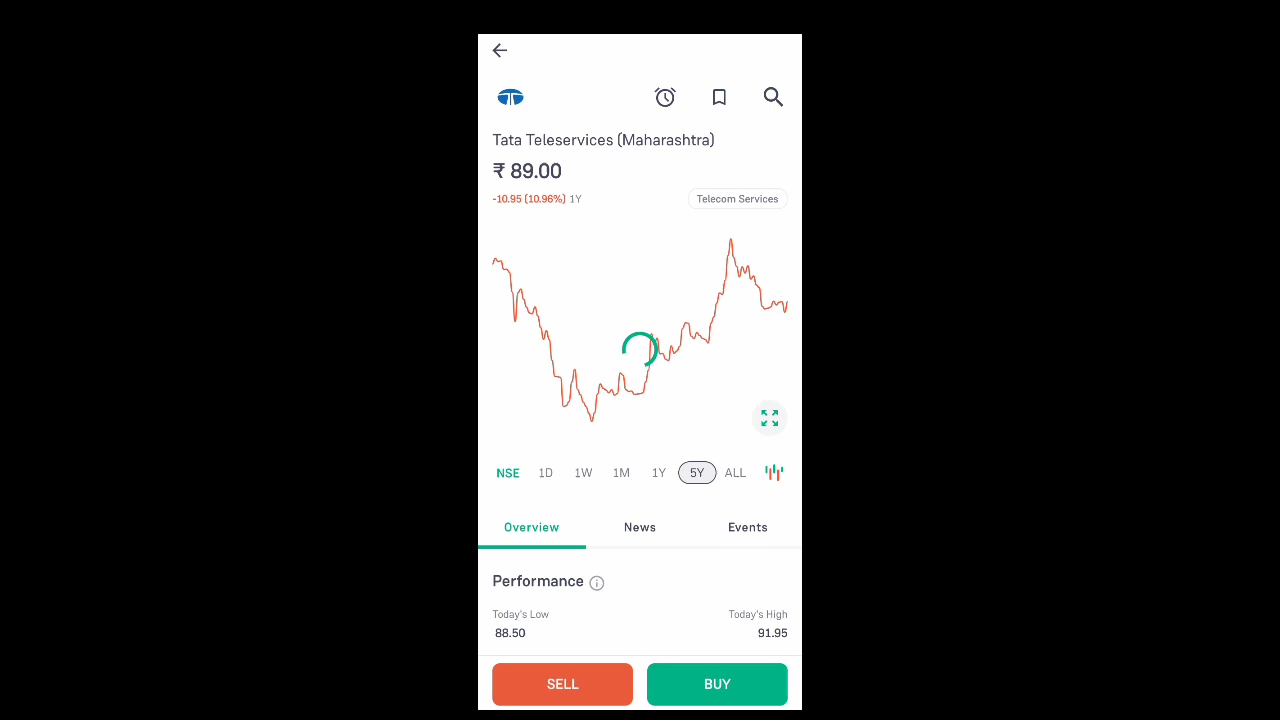 Tata Teleservices (Maharashtra)
₹ 89.00
-10.95 (10.96%) 1Y
Telecom Services
NSE 1D 1W 1M 1Y 5Y ALL
Overview News Events
Performance
Today's Low Today's High
88.50 91.95
SELL BUY